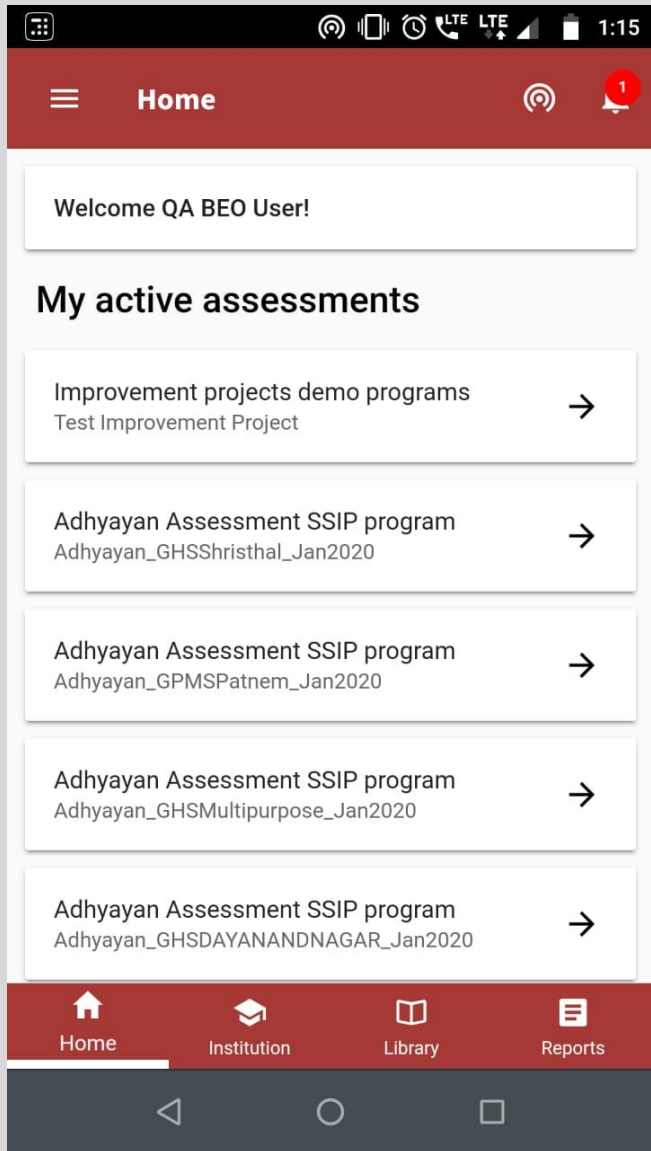 LTE LTE 1:15
Home 1
Welcome QA BEO User!
My active assessments
Improvement projects demo programs
Test Improvement Project
Adhyayan Assessment SSIP program
Adhyayan_GHSShristhal_Jan2020
Adhyayan Assessment SSIP program
Adhyayan_GPMSPatnem_Jan2020
Adhyayan Assessment SSIP program
Adhyayan_GHSMultipurpose_Jan2020
Adhyayan Assessment SSIP program
Adhyayan_GHSDAYANANDNAGAR_Jan2020
Home Institution Library Reports